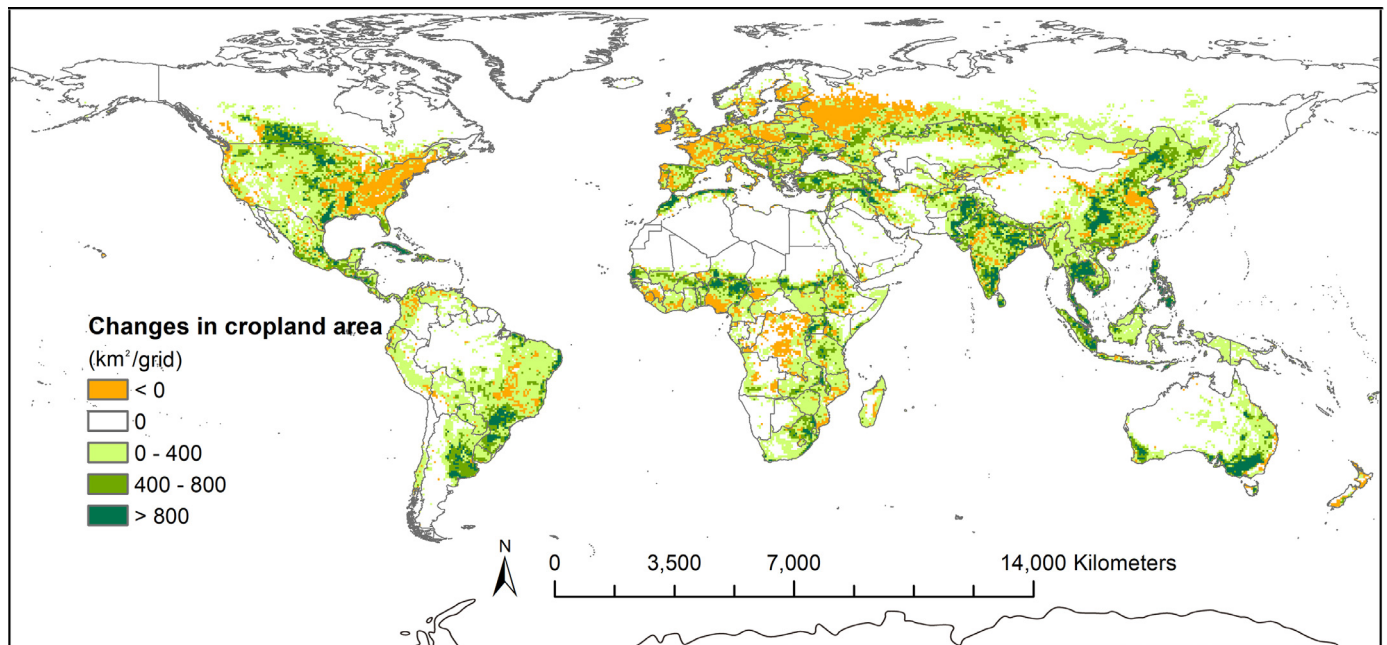 Changes in cropland area
(km²/grid)
< 0
0
0 - 400
400 - 800
> 800
N
0 3,500 7,000 14,000 Kilometers